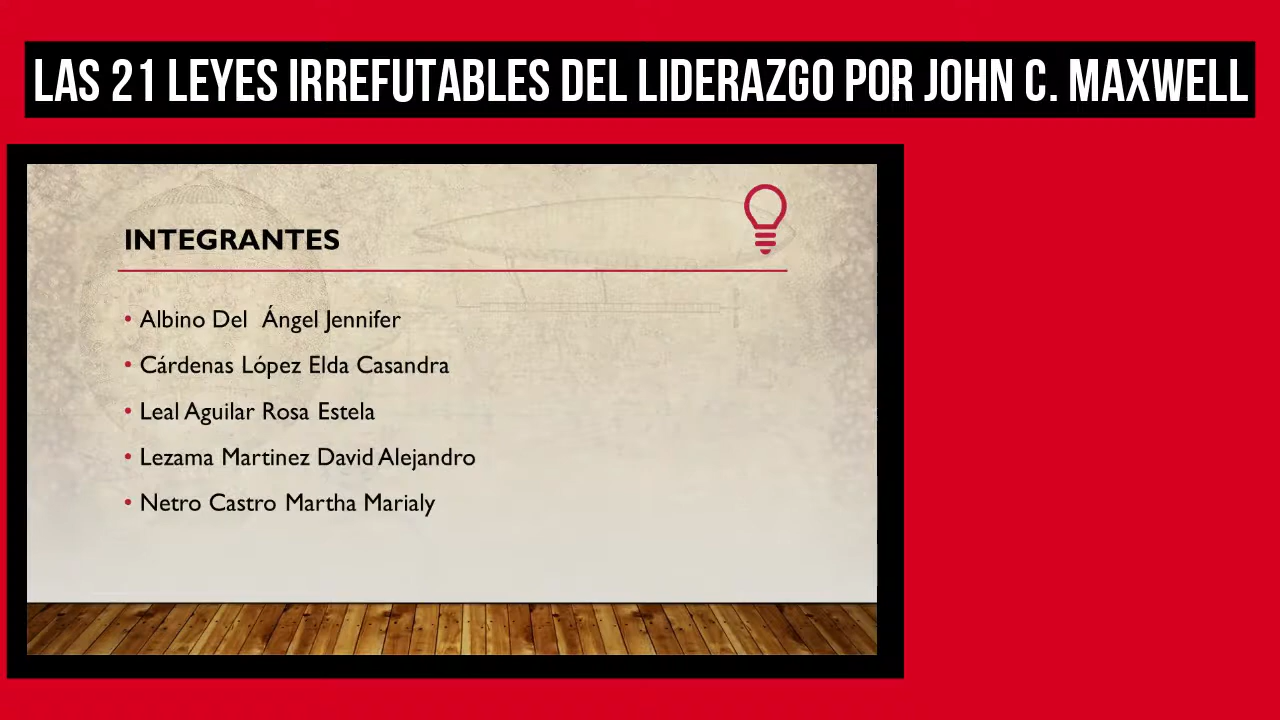 LAS 21 LEYES IRREFUTABLES DEL LIDERAZGO POR JOHN C. MAXWELL
INTEGRANTES
• Albino Del Ángel Jennifer
• Cárdenas López Elda Casandra
• Leal Aguilar Rosa Estela
• Lezama Martinez David Alejandro
• Netro Castro Martha Marialy